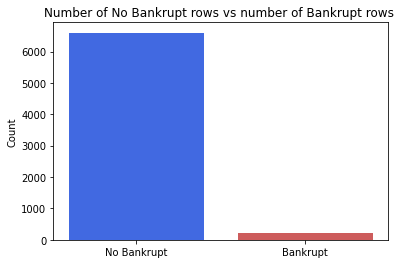 Number of No Bankrupt rows vs number of Bankrupt rows
6000
5000
4000
3000
2000
1000
0
Count
No Bankrupt
Bankrupt